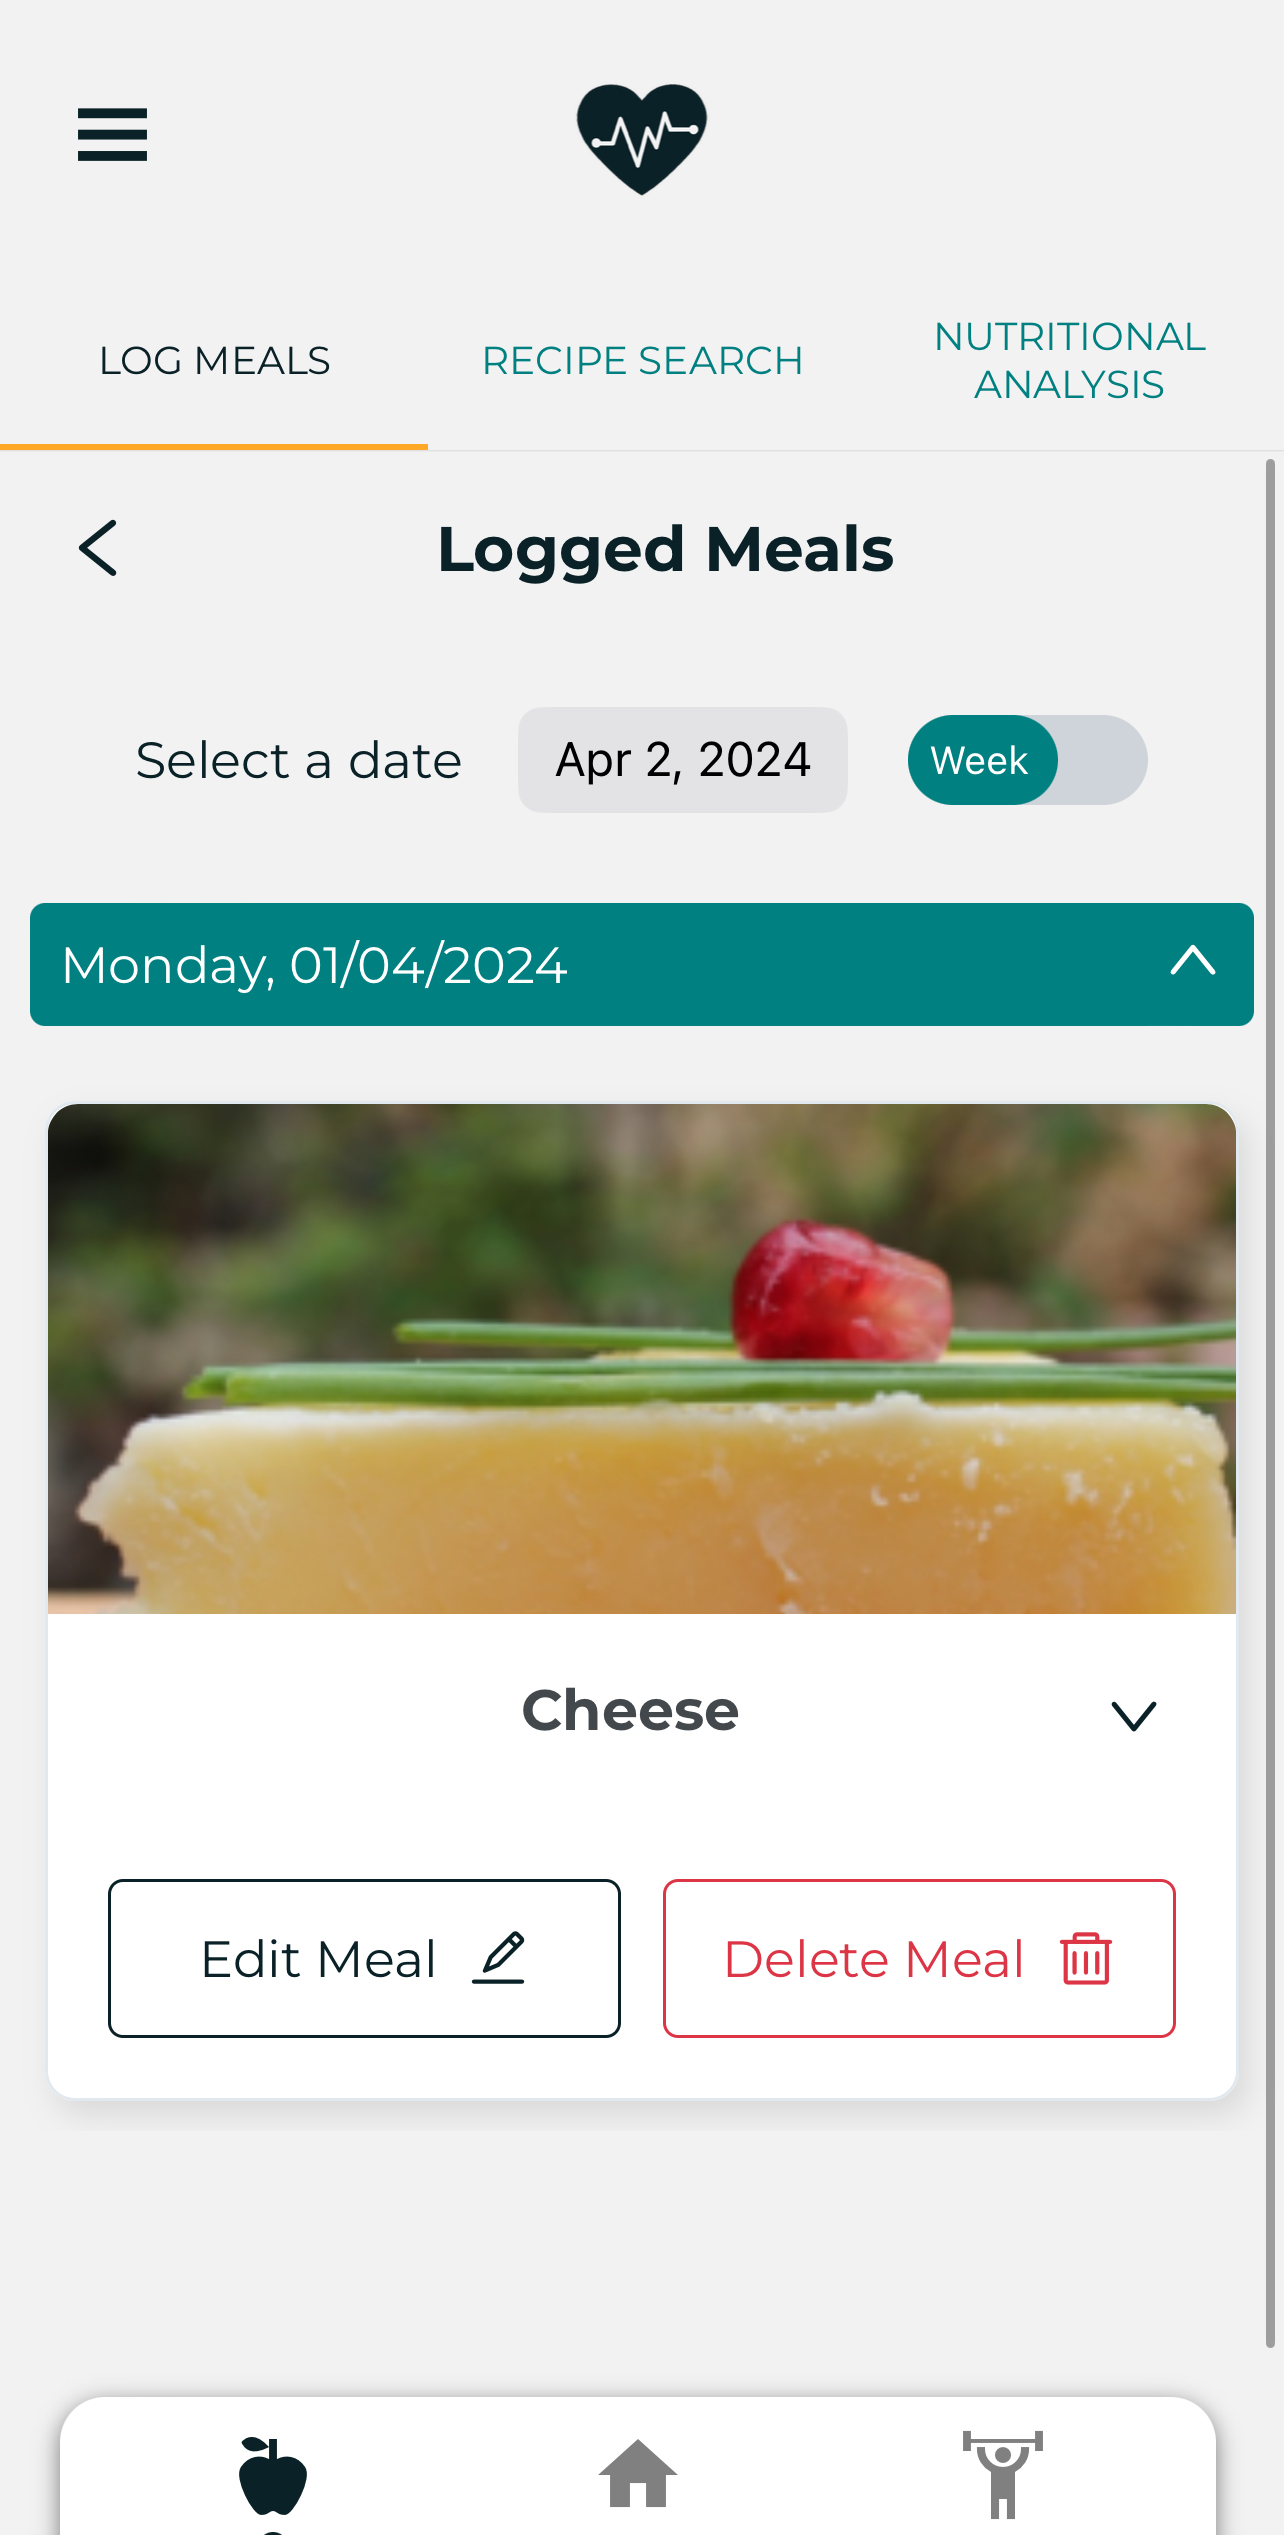 LOG MEALS
RECIPE SEARCH
NUTRITIONAL
ANALYSIS
Logged Meals
Select a date
Apr 2, 2024
Week
Monday, 01/04/2024
Cheese
Edit Meal
Delete Meal